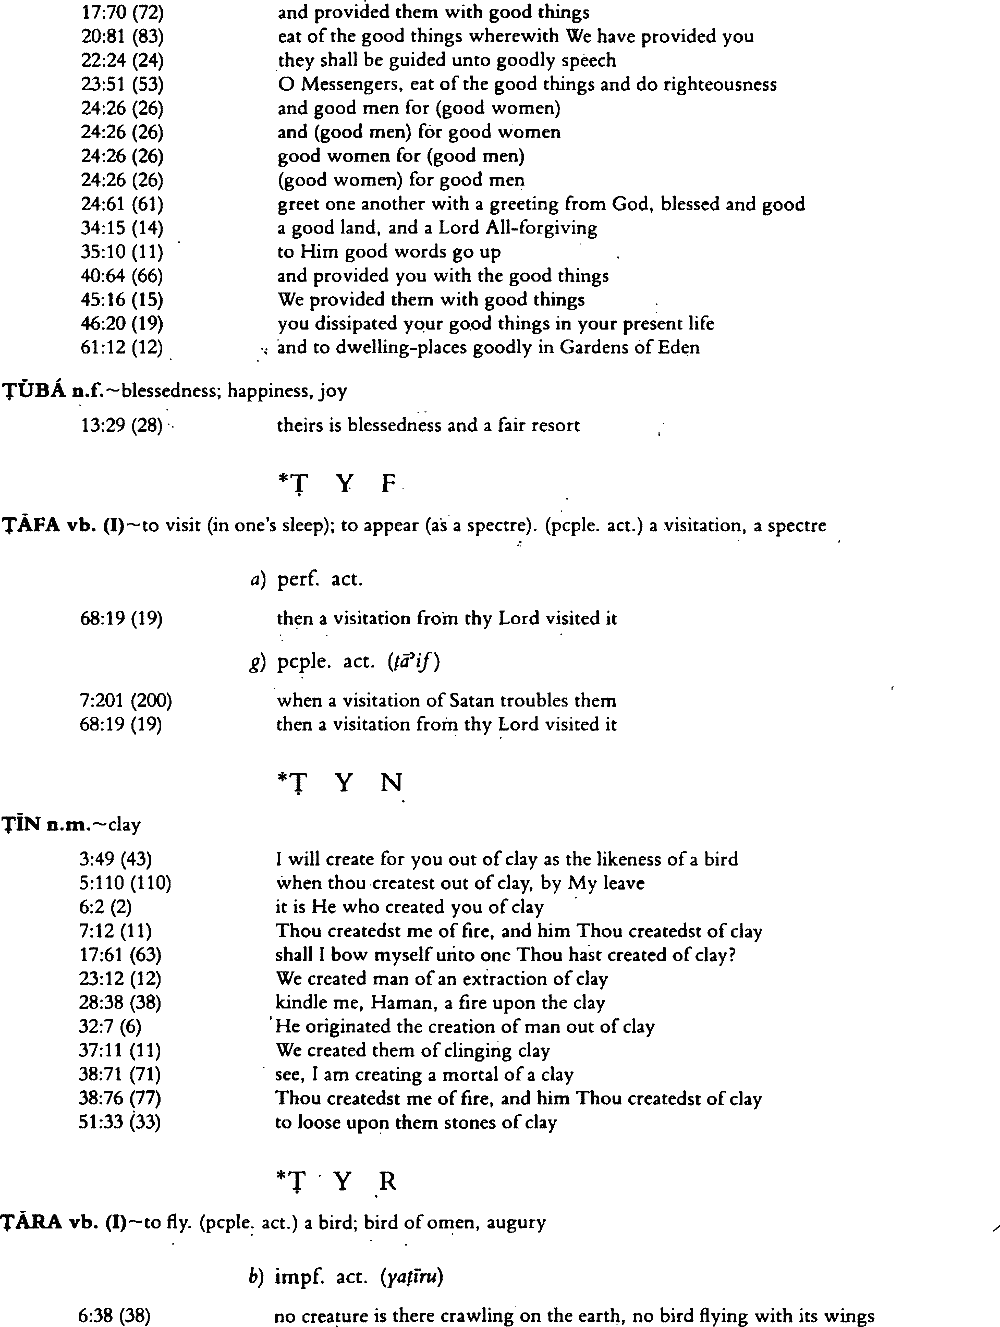 17:70 (72) and provided them with good things
20:81 (83) eat of the good things wherewith We have provided you
22:24 (24) they shall be guided unto goodly speech
23:51 (53) O Messengers, eat of the good things and do righteousness
24:26 (26) and good men for (good women)
24:26 (26) and (good men) for good women
24:26 (26) good women for (good men)
24:26 (26) (good women) for good men
24:61 (61) greet one another with a greeting from God, blessed and good
34:15 (14) a good land, and a Lord All-forgiving
35:10 (11) to Him good words go up
40:64 (66) and provided you with the good things
45:16 (15) We provided them with good things
46:20 (19) you dissipated your good things in your present life
61:12 (12) and to dwelling-places goodly in Gardens of Eden
ṬŪBÁ n.f.~blessedness; happiness, joy
13:29 (28) theirs is blessedness and a fair resort
*Ṭ Y F
ṬĀFA vb. (I)~to visit (in one's sleep); to appear (as a spectre). (pcple. act.) a visitation, a spectre
a) perf. act.
68:19 (19) then a visitation from thy Lord visited it
g) pcple. act. (ṭāʾif)
7:201 (200) when a visitation of Satan troubles them
68:19 (19) then a visitation from thy Lord visited it
*Ṭ Y N
ṬĪN n.m.~clay
3:49 (43) I will create for you out of clay as the likeness of a bird
5:110 (110) when thou createst out of clay, by My leave
6:2 (2) it is He who created you of clay
7:12 (11) Thou createdst me of fire, and him Thou createdst of clay
17:61 (63) shall I bow myself unto one Thou hast created of clay?
23:12 (12) We created man of an extraction of clay
28:38 (38) kindle me, Haman, a fire upon the clay
32:7 (6) He originated the creation of man out of clay
37:11 (11) We created them of clinging clay
38:71 (71) see, I am creating a mortal of a clay
38:76 (77) Thou createdst me of fire, and him Thou createdst of clay
51:33 (33) to loose upon them stones of clay
*Ṭ Y R
ṬĀRA vb. (I)~to fly. (pcple. act.) a bird; bird of omen, augury
b) impf. act. (yaṭīru)
6:38 (38) no creature is there crawling on the earth, no bird flying with its wings